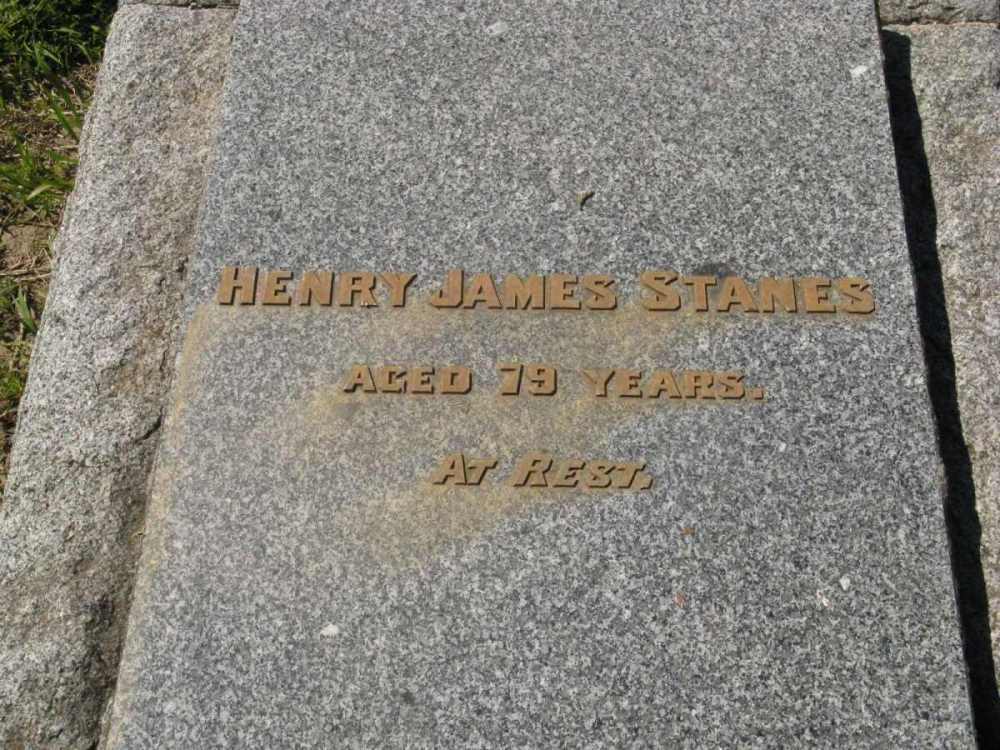 HENRY JAMES STANES
AGED 79 YEARS.
AT REST.